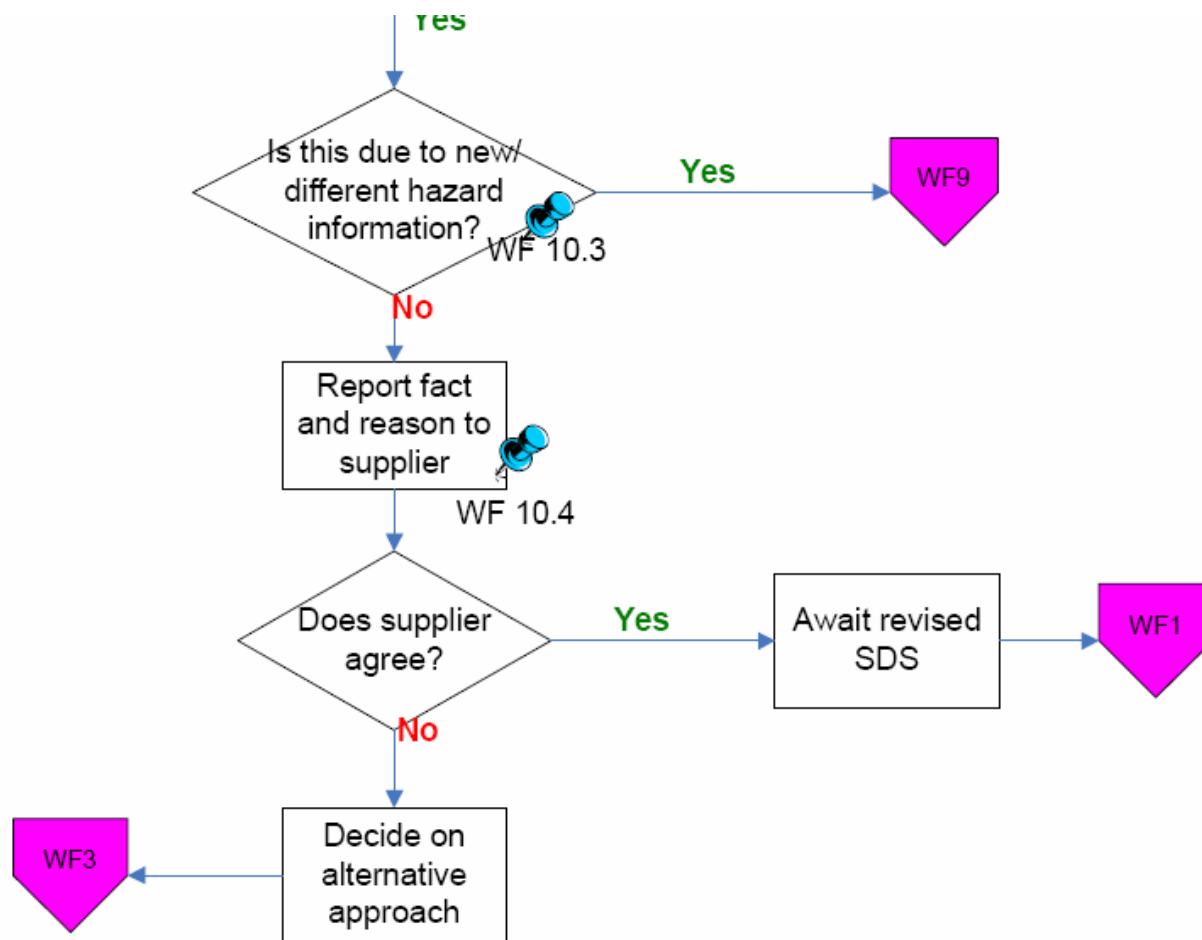 Yes
Is this due to new/
different hazard
information?
Yes
WF9
WF 10.3
No
Report fact
and reason to
supplier
WF 10.4
Does supplier
agree?
Yes
Await revised
SDS
WF1
No
Decide on
alternative
approach
WF3